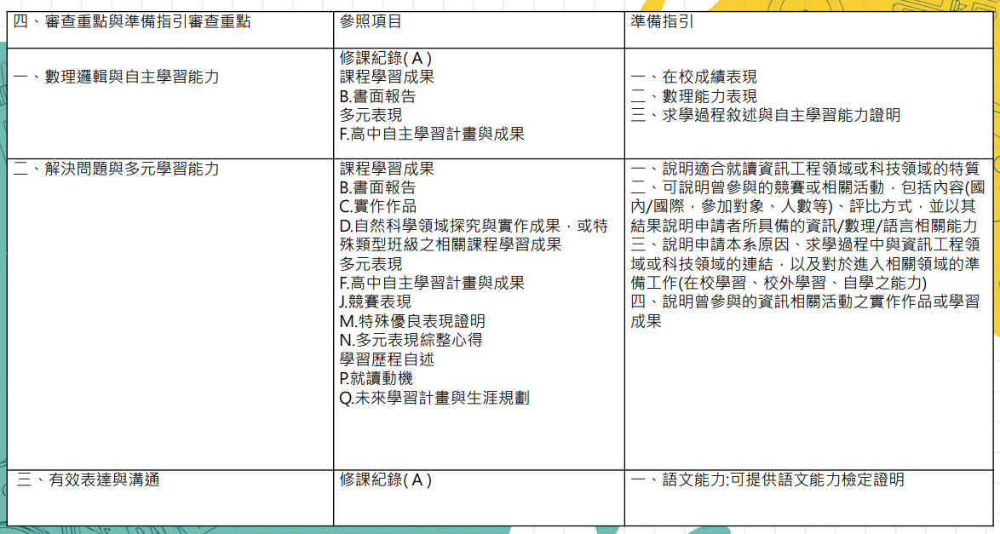 四、審查重點與準備指引審查重點
參照項目
準備指引
一、數理邏輯與自主學習能力
修課紀錄( A )
課程學習成果
B.書面報告
多元表現
F.高中自主學習計畫與成果
一、在校成績表現
二、數理能力表現
三、求學過程敘述與自主學習能力證明
二、解決問題與多元學習能力
課程學習成果
B.書面報告
C.實作作品
D.自然科學領域探究與實作成果，或特
殊類型班級之相關課程學習成果
多元表現
F.高中自主學習計畫與成果
J.競賽表現
M.特殊優良表現證明
N.多元表現綜整心得
學習歷程自述
P.就讀動機
Q.未來學習計畫與生涯規劃
一、說明適合就讀資訊工程領域或科技領域的特質
二、可說明曾參與的競賽或相關活動，包括內容(國
內/國際，參加對象、人數等)、評比方式，並以其
結果說明申請者所具備的資訊/數理/語言相關能力
三、說明申請本系原因、求學過程中與資訊工程領
域或科技領域的連結，以及對於進入相關領域的準
備工作(在校學習、校外學習、自學之能力)
四、說明曾參與的資訊相關活動之實作作品或學習
成果
三、有效表達與溝通
修課紀錄( A )
一、語文能力:可提供語文能力檢定證明